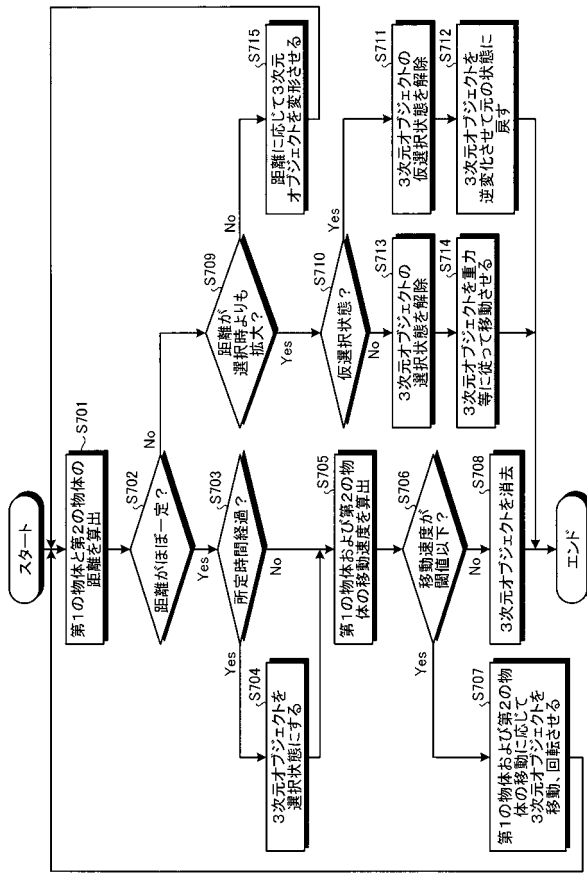 スタート
S701
第1の物体と第2の物体の
距離を算出
S702
距離がほぼ一定？
No
Yes
S703
所定時間経過？
Yes
No
S704
3次元オブジェクトを
選択状態にする
S705
第1の物体および第2の物
体の移動速度を算出
S706
移動速度が
閾値以下？
Yes
No
S707
第1の物体および第2の物
体の移動に応じて
3次元オブジェクトを
移動、回転させる
S708
3次元オブジェクトを消去
エンド
S709
距離が
選択時よりも
拡大？
No
Yes
S710
仮選択状態？
Yes
No
S711
3次元オブジェクトの
仮選択状態を解除
S712
3次元オブジェクトを
逆変化させて元の状態に
戻す
S713
3次元オブジェクトの
選択状態を解除
S714
3次元オブジェクトを重力
等に従って移動させる
S715
距離に応じて3次元
オブジェクトを変形させる